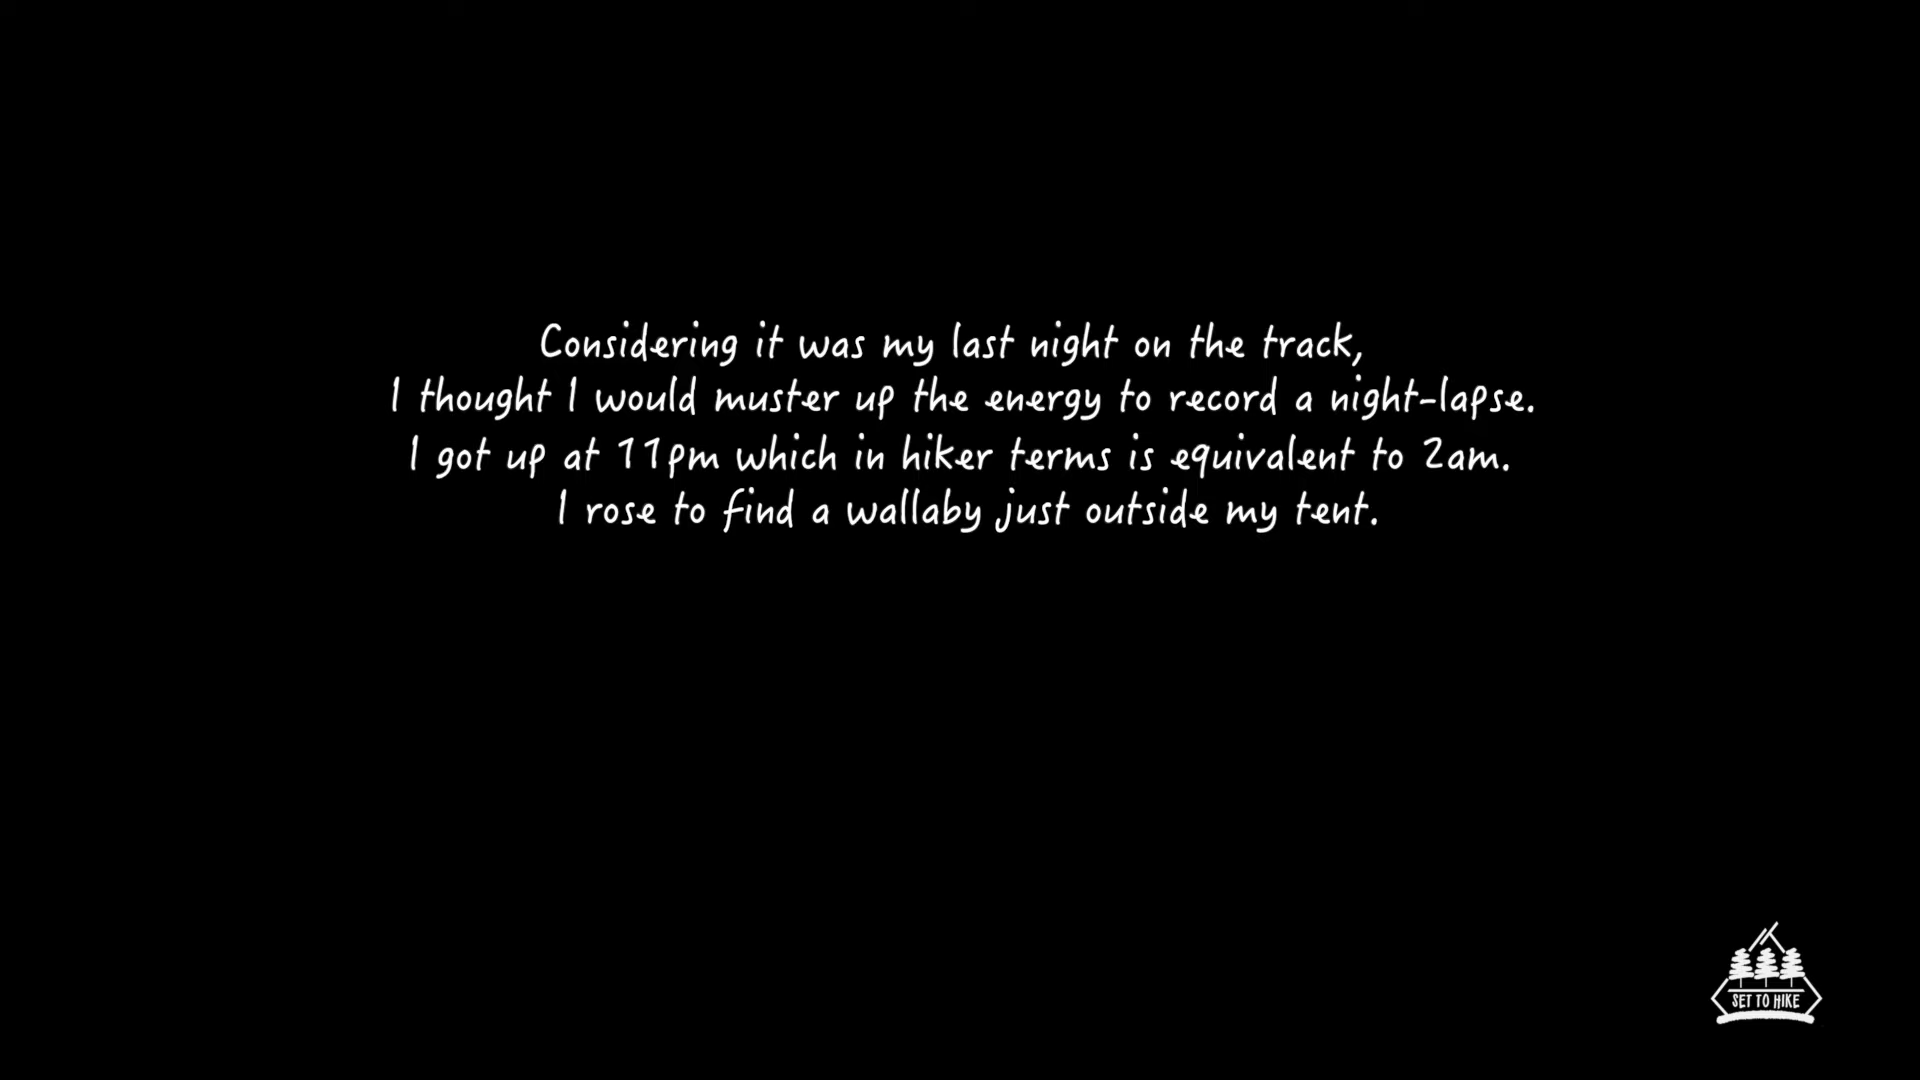 Considering it was my last night on the track,
I thought I would muster up the energy to record a night-lapse.
I got up at 11pm which in hiker terms is equivalent to 2am.
I rose to find a wallaby just outside my tent.
SET TO HIKE